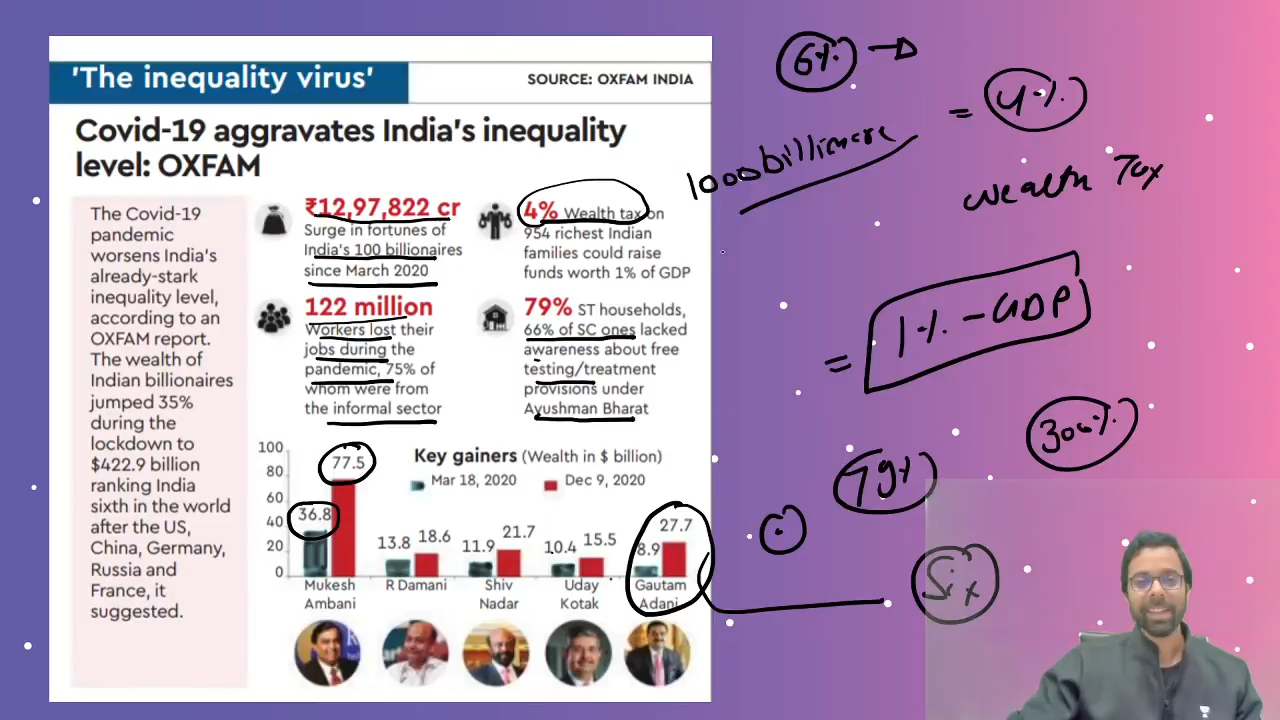 'The inequality virus'
SOURCE: OXFAM INDIA
Covid-19 aggravates India's inequality
level: OXFAM
The Covid-19
pandemic
worsens India's
already-stark
inequality level,
according to an
OXFAM report.
The wealth of
Indian billionaires
jumped 35%
during the
lockdown to
$422.9 billion
ranking India
sixth in the world
after the US,
China, Germany,
Russia and
France, it
suggested.
₹12,97,822 cr
Surge in fortunes of
India's 100 billionaires
since March 2020
4% Wealth tax on
954 richest Indian
families could raise
funds worth 1% of GDP
122 million
Workers lost their
jobs during the
pandemic, 75% of
whom were from
the informal sector
79% ST households,
66% of SC ones lacked
awareness about free
testing/treatment
provisions under
Ayushman Bharat
Key gainers (Wealth in $ billion)
Mar 18, 2020 Dec 9, 2020
100
80
60
40
20
0
36.8 77.5
13.8 18.6
11.9 21.7
10.4 15.5
8.9 27.7
Mukesh
Ambani
R Damani
Shiv
Nadar
Uday
Kotak
Gautam
Adani
6%
= 4%
wealth Tax
= 1% - GDP
300%
79%
Six